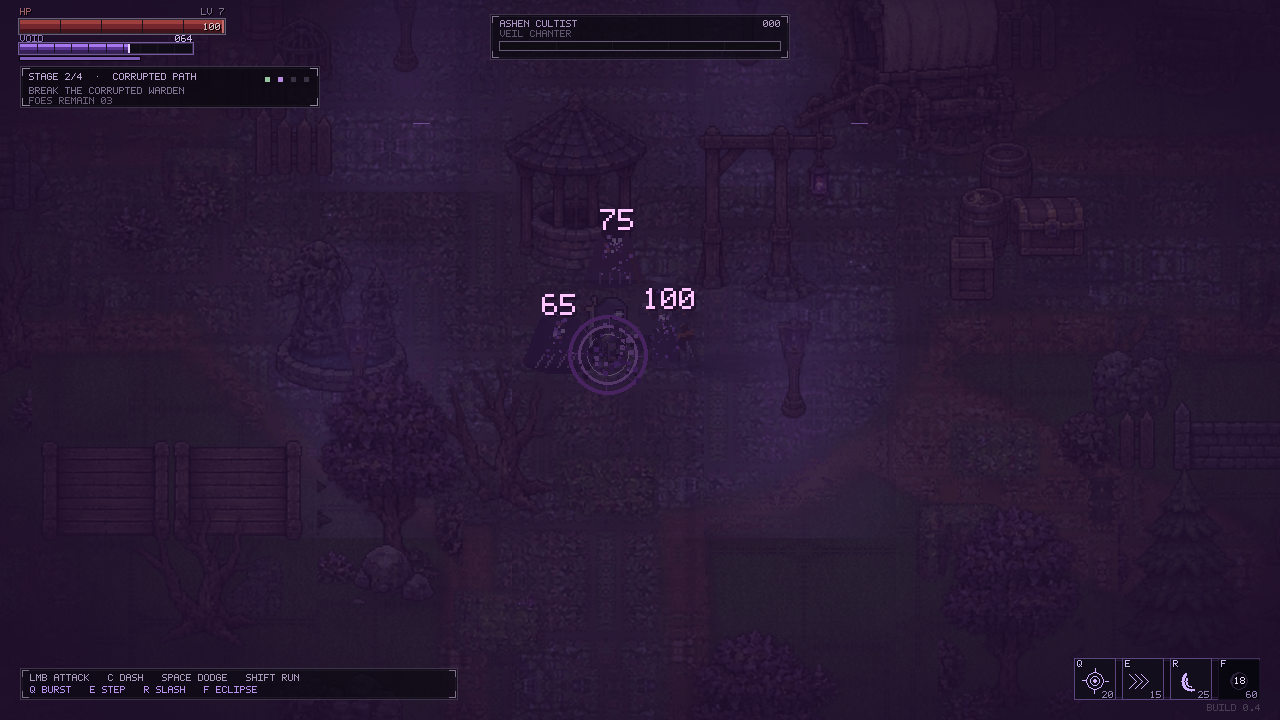 HP LV 7
100
VOID 064
ASHEN CULTIST 000
VEIL CHANTER
STAGE 2/4 · CORRUPTED PATH
BREAK THE CORRUPTED WARDEN
FOES REMAIN 03
75
65
100
LMB ATTACK C DASH SPACE DODGE SHIFT RUN
Q BURST E STEP R SLASH F ECLIPSE
Q E R F
18
20 15 25 60
BUILD 0.4